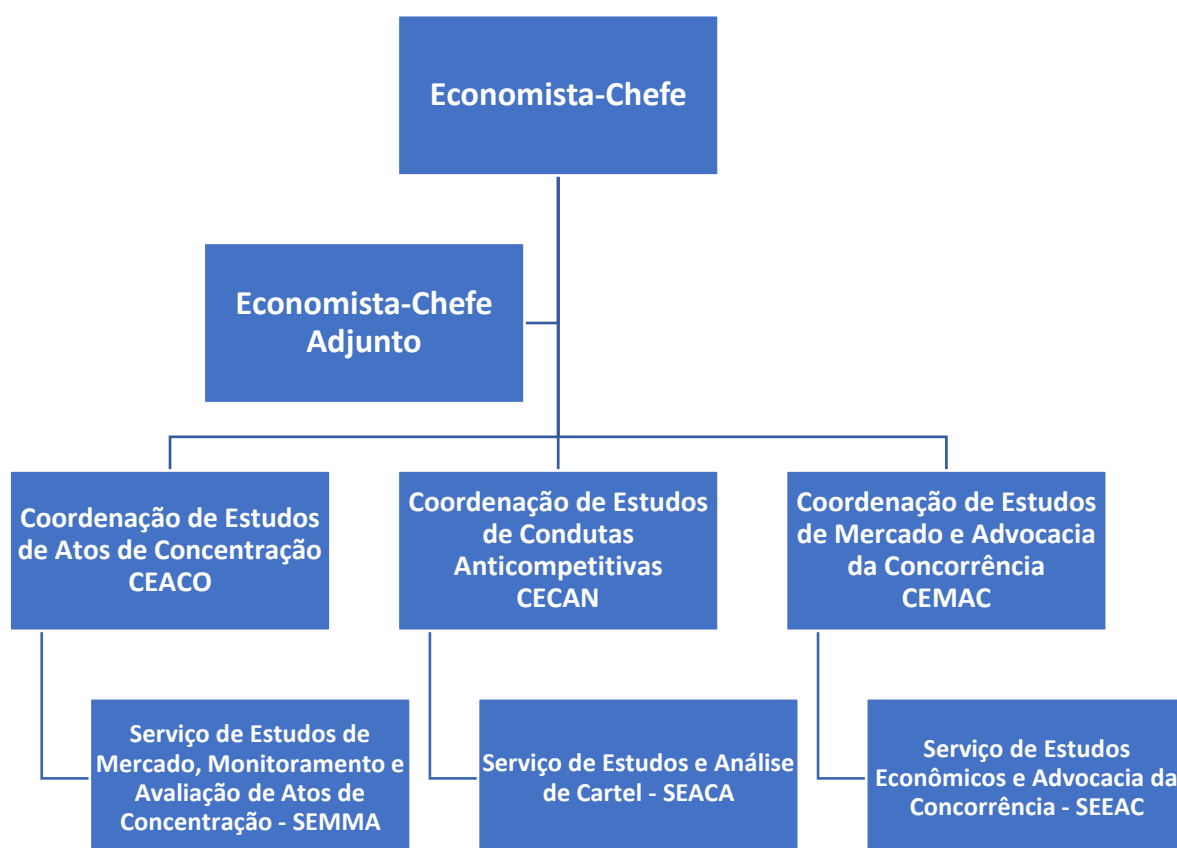 Economista-Chefe
Economista-Chefe
Adjunto
Coordenação de Estudos
de Atos de Concentração
CEACO
Coordenação de Estudos
de Condutas
Anticompetitivas
CECAN
Coordenação de Estudos
de Mercado e Advocacia
da Concorrência
CEMAC
Serviço de Estudos de
Mercado, Monitoramento e
Avaliação de Atos de
Concentração - SEMMA
Serviço de Estudos e Análise
de Cartel - SEACA
Serviço de Estudos
Econômicos e Advocacia da
Concorrência - SEEAC